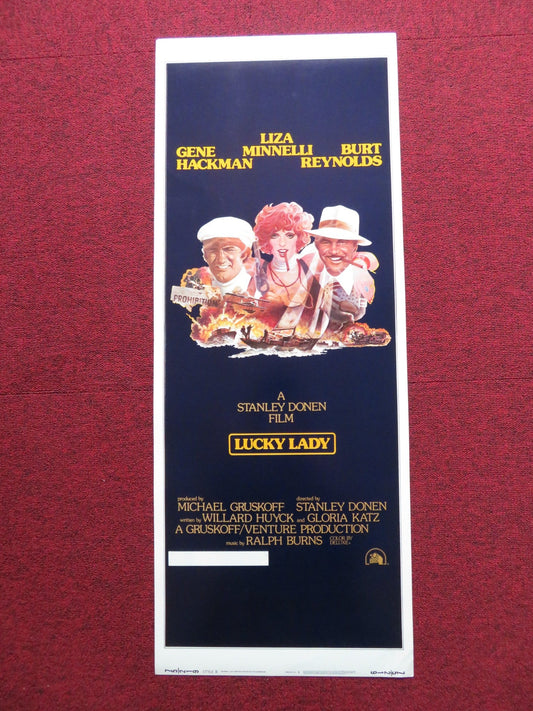 LIZA
GENE MINNELLI BURT
HACKMAN REYNOLDS
PROHIBITION
A
STANLEY DONEN
FILM
LUCKY LADY
produced by directed by
MICHAEL GRUSKOFF STANLEY DONEN
written by WILLARD HUYCK and GLORIA KATZ
A GRUSKOFF/VENTURE PRODUCTION
music by RALPH BURNS COLOR BY DELUXE®